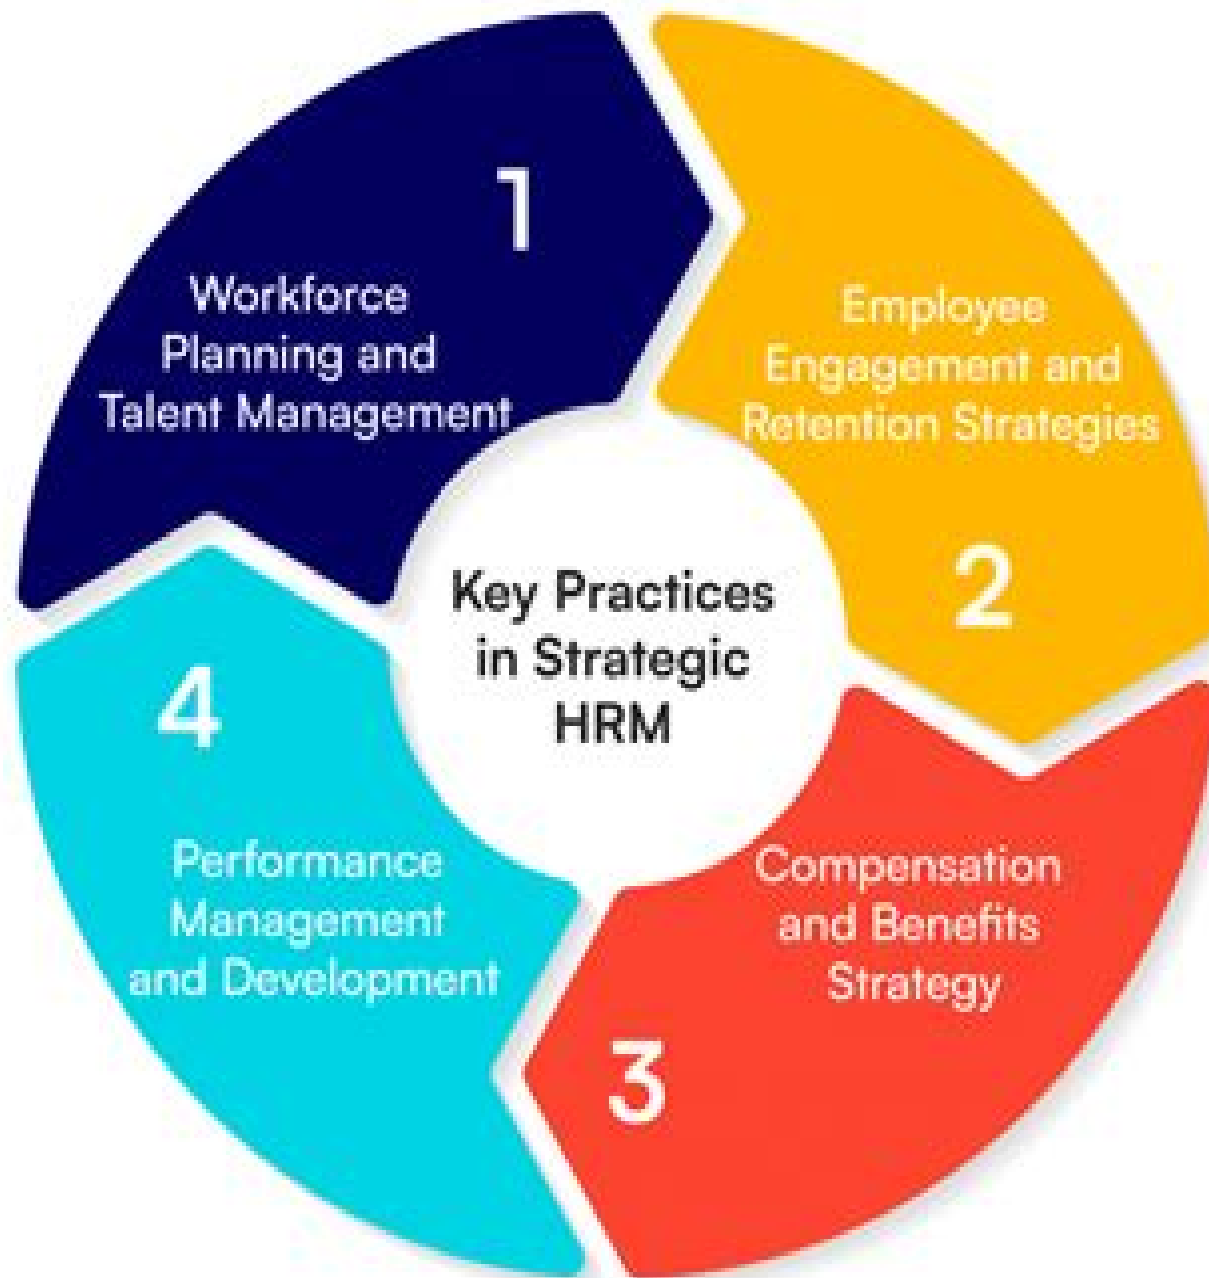 1
Workforce
Planning and
Talent Management
Employee
Engagement and
Retention Strategies
2
Key Practices
in Strategic
HRM
3
Compensation
and Benefits
Strategy
4
Performance
Management
and Development